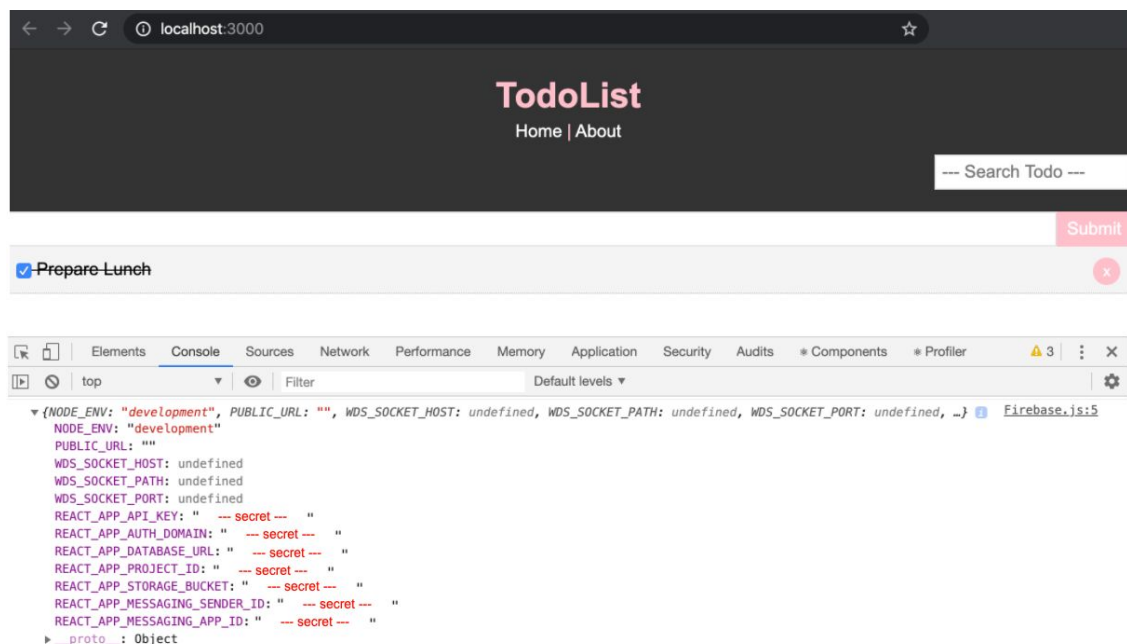 localhost:3000
TodoList
Home | About
--- Search Todo ---
Submit
Prepare Lunch x
Elements Console Sources Network Performance Memory Application Security Audits Components Profiler 3
top Filter Default levels ▼
{NODE_ENV: "development", PUBLIC_URL: "", WDS_SOCKET_HOST: undefined, WDS_SOCKET_PATH: undefined, WDS_SOCKET_PORT: undefined, …} Firebase.js:5
NODE_ENV: "development"
PUBLIC_URL: ""
WDS_SOCKET_HOST: undefined
WDS_SOCKET_PATH: undefined
WDS_SOCKET_PORT: undefined
REACT_APP_API_KEY: " --- secret --- "
REACT_APP_AUTH_DOMAIN: " --- secret --- "
REACT_APP_DATABASE_URL: " --- secret --- "
REACT_APP_PROJECT_ID: " --- secret --- "
REACT_APP_STORAGE_BUCKET: " --- secret --- "
REACT_APP_MESSAGING_SENDER_ID: " --- secret --- "
REACT_APP_MESSAGING_APP_ID: " --- secret --- "
__proto__: Object